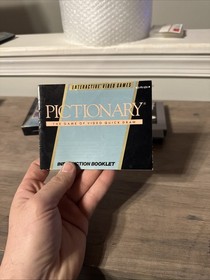 INTERACTIVE VIDEO GAMES
PICTIONARY
THE GAME OF VIDEO QUICK DRAW
INSTRUCTION BOOKLET